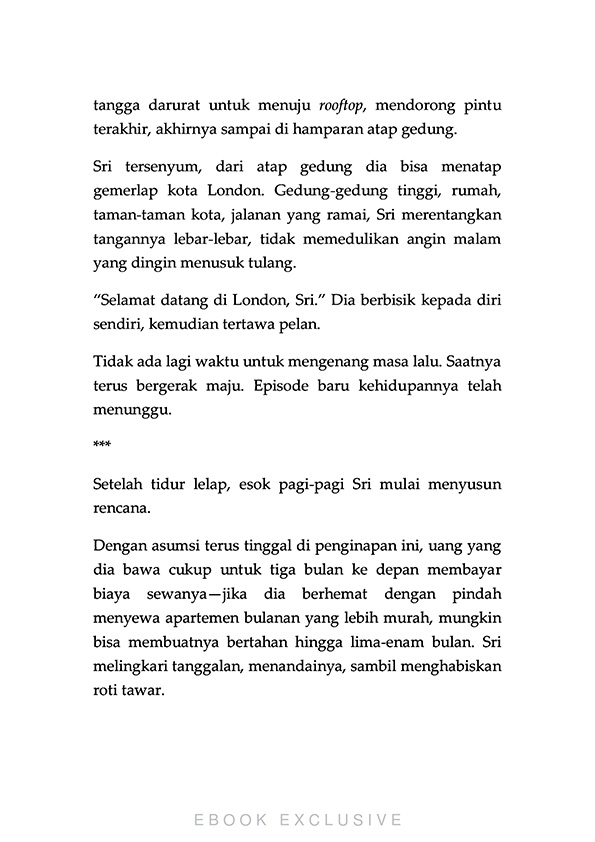 tangga darurat untuk menuju rooftop, mendorong pintu
terakhir, akhirnya sampai di hamparan atap gedung.
Sri tersenyum, dari atap gedung dia bisa menatap
gemerlap kota London. Gedung-gedung tinggi, rumah,
taman-taman kota, jalanan yang ramai, Sri merentangkan
tangannya lebar-lebar, tidak memedulikan angin malam
yang dingin menusuk tulang.
“Selamat datang di London, Sri.” Dia berbisik kepada diri
sendiri, kemudian tertawa pelan.
Tidak ada lagi waktu untuk mengenang masa lalu. Saatnya
terus bergerak maju. Episode baru kehidupannya telah
menunggu.
***
Setelah tidur lelap, esok pagi-pagi Sri mulai menyusun
rencana.
Dengan asumsi terus tinggal di penginapan ini, uang yang
dia bawa cukup untuk tiga bulan ke depan membayar
biaya sewanya—jika dia berhemat dengan pindah
menyewa apartemen bulanan yang lebih murah, mungkin
bisa membuatnya bertahan hingga lima-enam bulan. Sri
melingkari tanggalan, menandainya, sambil menghabiskan
roti tawar.
EBOOK EXCLUSIVE